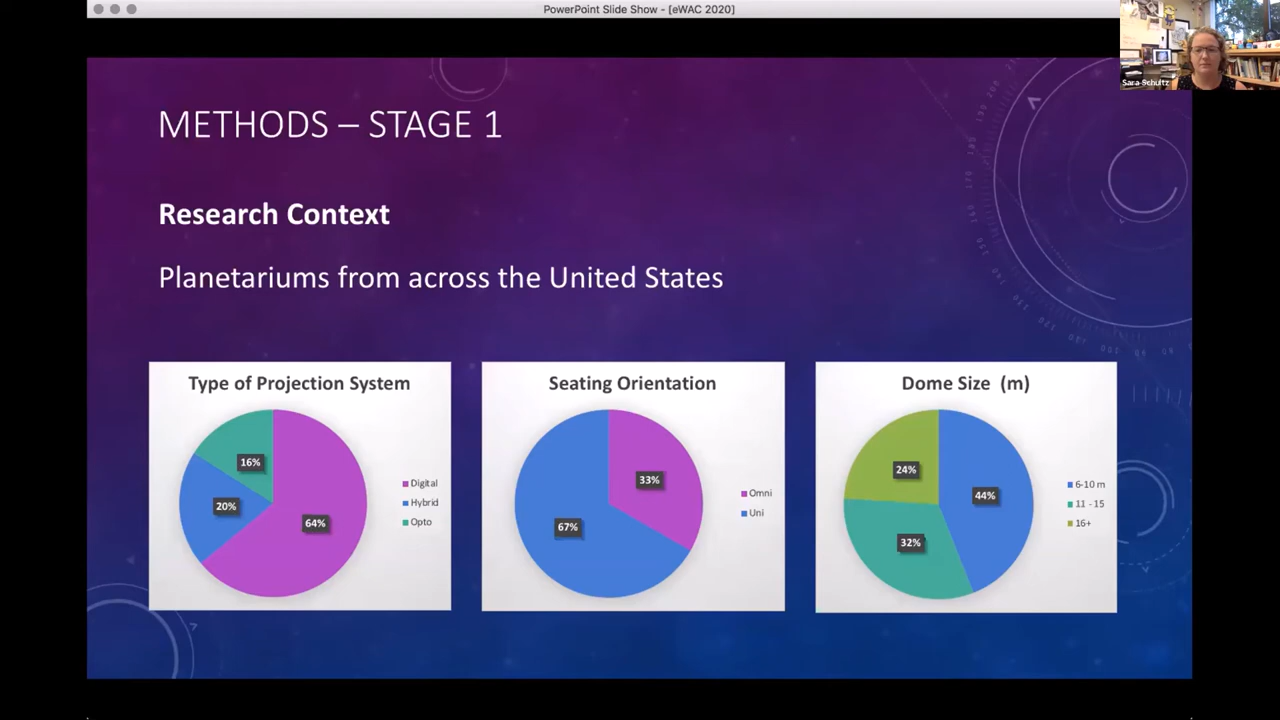 PowerPoint Slide Show - [eWAC 2020]
Sara Schultz
METHODS – STAGE 1
Research Context
Planetariums from across the United States
Type of Projection System
16%
20%
64%
Digital
Hybrid
Opto
Seating Orientation
33%
67%
Omni
Uni
Dome Size (m)
24%
44%
32%
6-10 m
11 - 15
16+